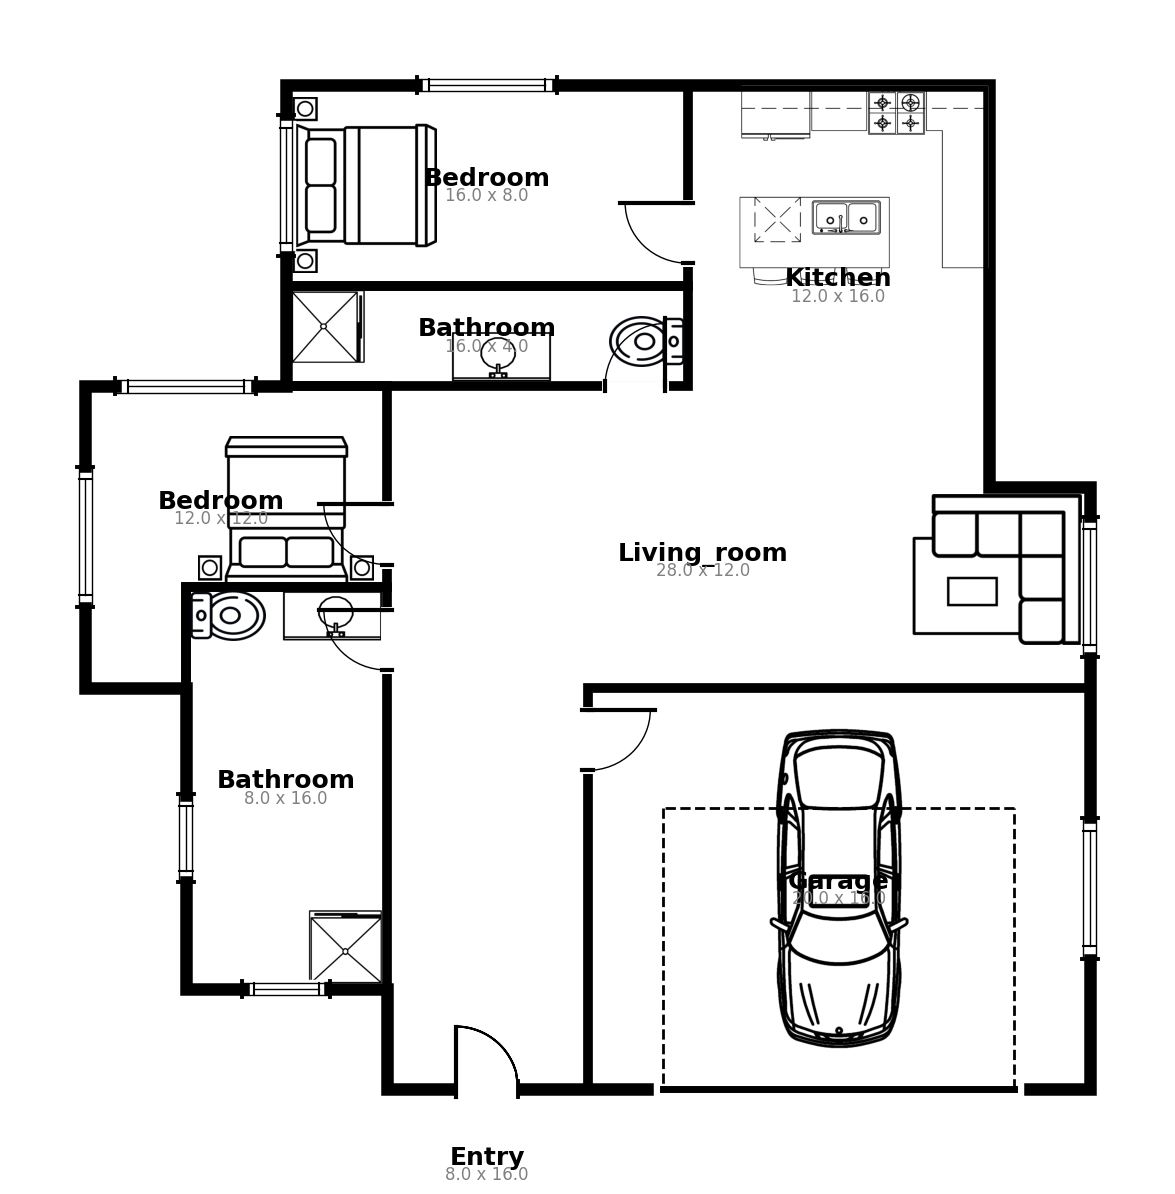 Bedroom
16.0 x 8.0
Kitchen
12.0 x 16.0
Bathroom
16.0 x 4.0
Bedroom
12.0 x 12.0
Living_room
28.0 x 12.0
Bathroom
8.0 x 16.0
Garage
20.0 x 16.0
Entry
8.0 x 16.0